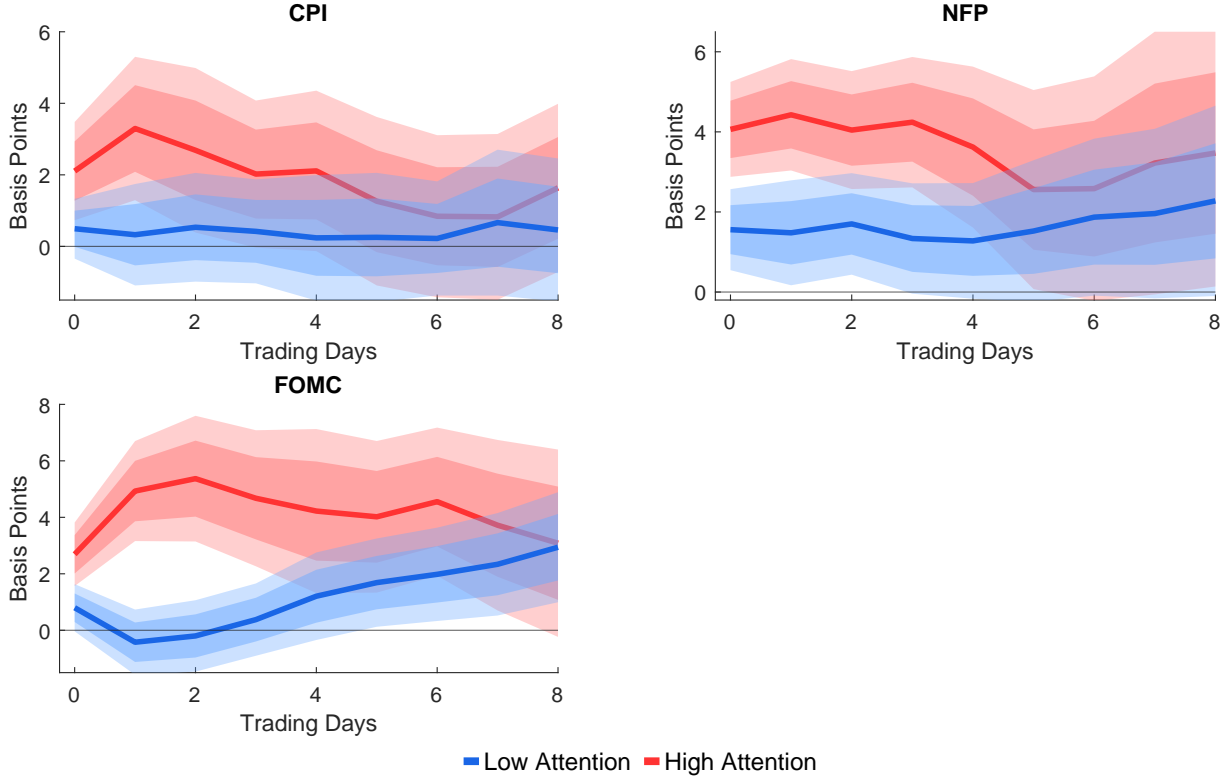 CPI
6
4
2
0
Basis Points
0 2 4 6 8
Trading Days
NFP
6
4
2
0
Basis Points
0 2 4 6 8
Trading Days
FOMC
8
6
4
2
0
Basis Points
0 2 4 6 8
Trading Days
Low Attention High Attention